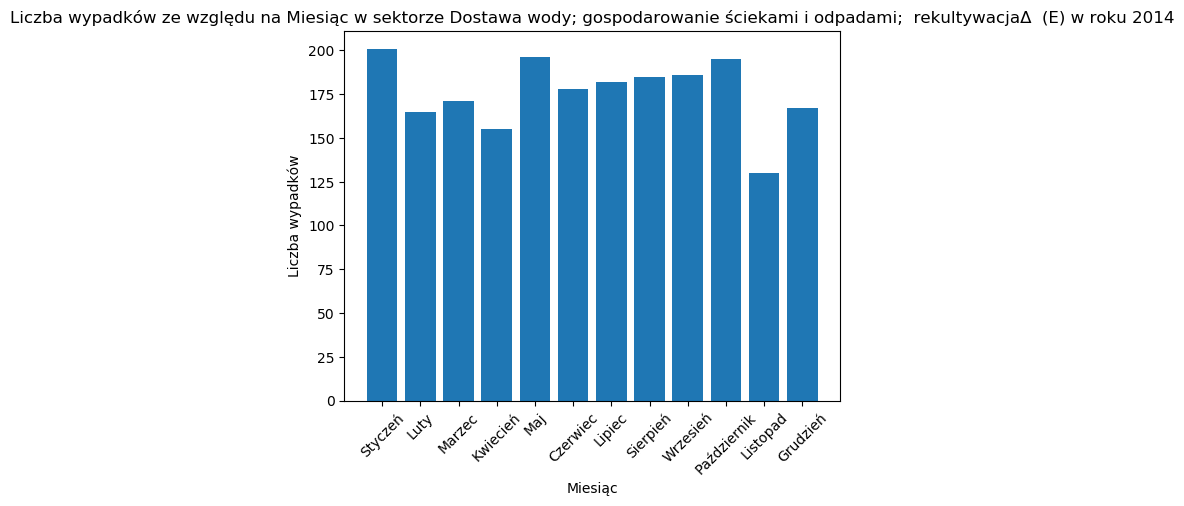 Liczba wypadków ze względu na Miesiąc w sektorze Dostawa wody; gospodarowanie ściekami i odpadami;  rekultywacjaΔ  (E) w roku 2014
Liczba wypadków
200
175
150
125
100
75
50
25
0
Styczeń
Luty
Marzec
Kwiecień
Maj
Czerwiec
Lipiec
Sierpień
Wrzesień
Październik
Listopad
Grudzień
Miesiąc